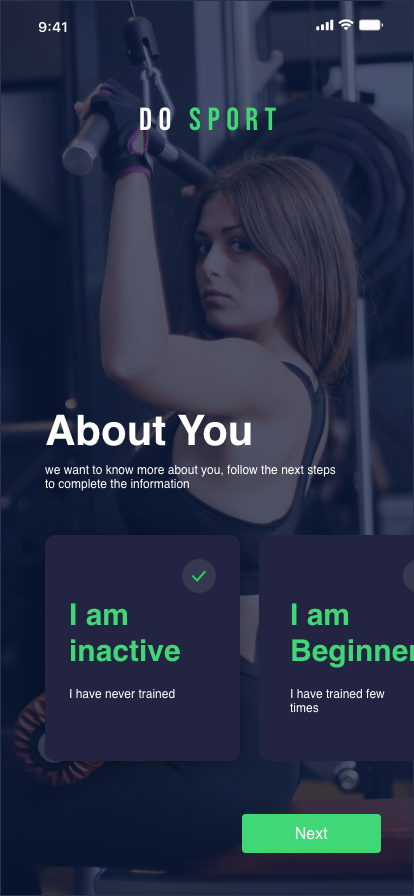 9:41
DO SPORT
About You
we want to know more about you, follow the next steps
to complete the information
I am
inactive
I have never trained
I am
Beginner
I have trained few
times
Next